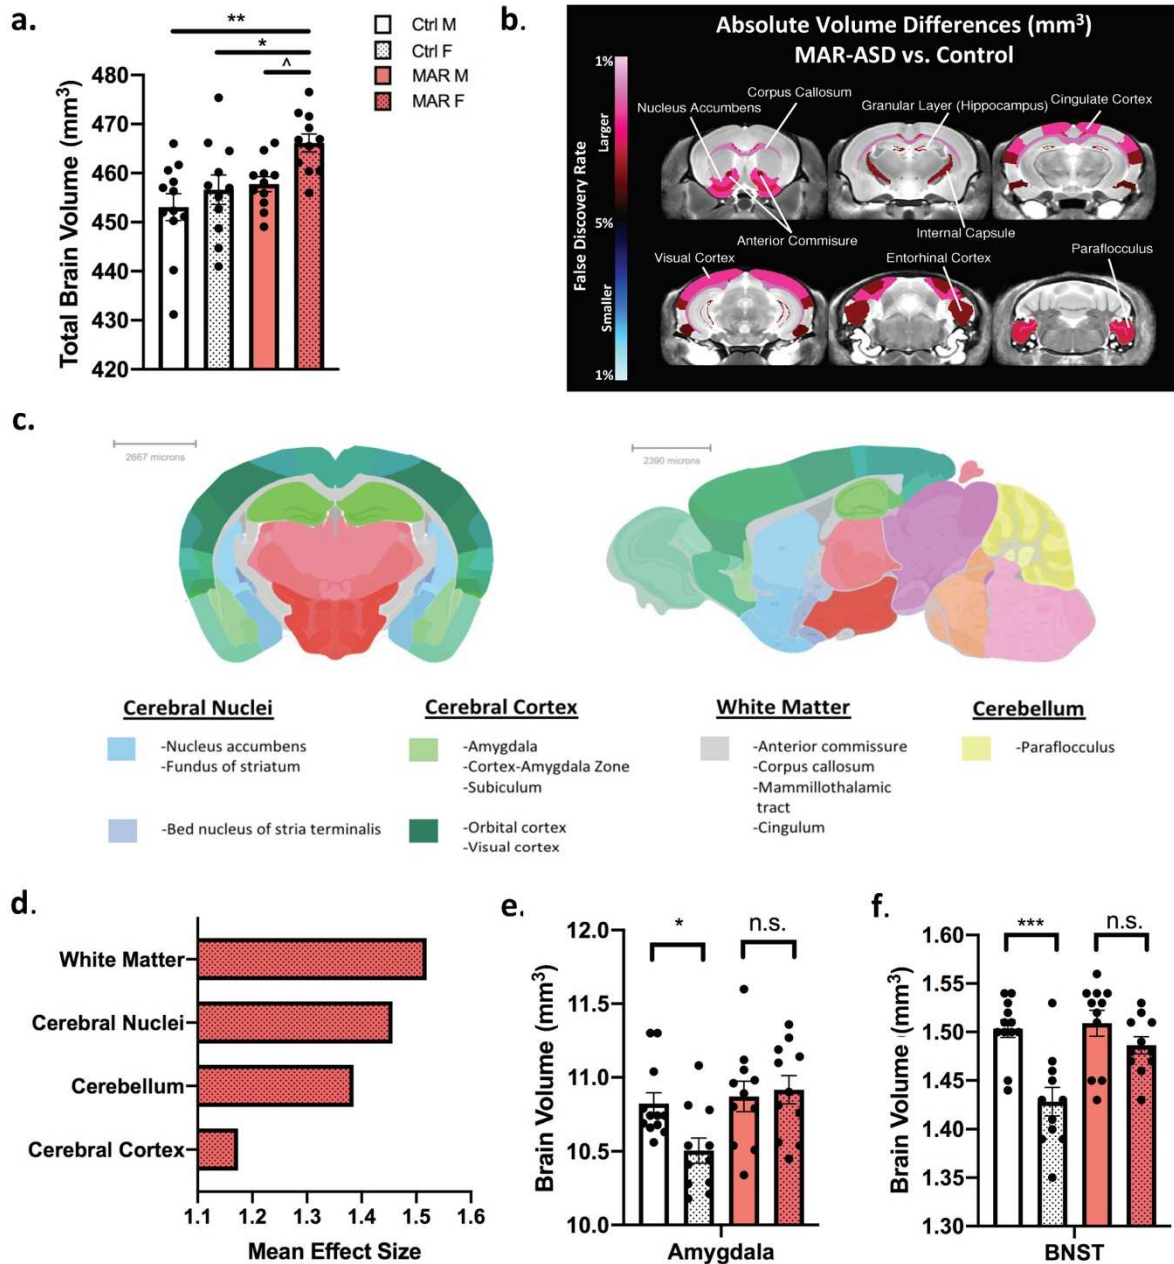 a.
**
*
^
Ctrl M
Ctrl F
MAR M
MAR F
Total Brain Volume (mm³)
480
470
460
450
440
430
420
b.
Absolute Volume Differences (mm³)
MAR-ASD vs. Control
1%
Larger
False Discovery Rate
5%
Smaller
1%
Nucleus Accumbens
Corpus Callosum
Granular Layer (Hippocampus)
Cingulate Cortex
Anterior Commisure
Internal Capsule
Visual Cortex
Entorhinal Cortex
Paraflocculus
c.
2667 microns
2390 microns
Cerebral Nuclei
-Nucleus accumbens
-Fundus of striatum
-Bed nucleus of stria terminalis
Cerebral Cortex
-Amygdala
-Cortex-Amygdala Zone
-Subiculum
-Orbital cortex
-Visual cortex
White Matter
-Anterior commissure
-Corpus callosum
-Mammillothalamic
tract
-Cingulum
Cerebellum
-Paraflocculus
d.
White Matter
Cerebral Nuclei
Cerebellum
Cerebral Cortex
1.1 1.2 1.3 1.4 1.5 1.6
Mean Effect Size
e.
*
n.s.
Brain Volume (mm³)
12.0
11.5
11.0
10.5
10.0
Amygdala
f.
***
n.s.
Brain Volume (mm³)
1.60
1.55
1.50
1.45
1.40
1.35
1.30
BNST